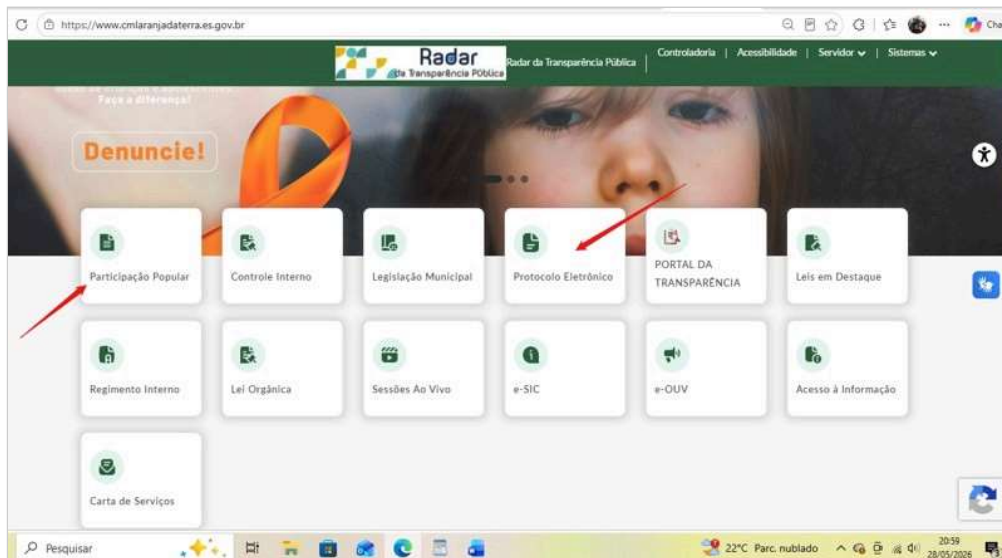 https://www.cmlaranjadaterra.es.gov.br
Cha
Radar
da Transparência Pública
Radar da Transparência Pública
Controladoria | Acessibilidade | Servidor | Sistemas
Faça a diferença!
Denuncie!
Participação Popular
Controle Interno
Legislação Municipal
Protocolo Eletrônico
PORTAL DA
TRANSPARÊNCIA
Leis em Destaque
Regimento Interno
Lei Orgânica
Sessões Ao Vivo
e-SIC
e-OUV
Acesso à Informação
Carta de Serviços
Pesquisar
22°C Parc. nublado
20:59
28/05/2026